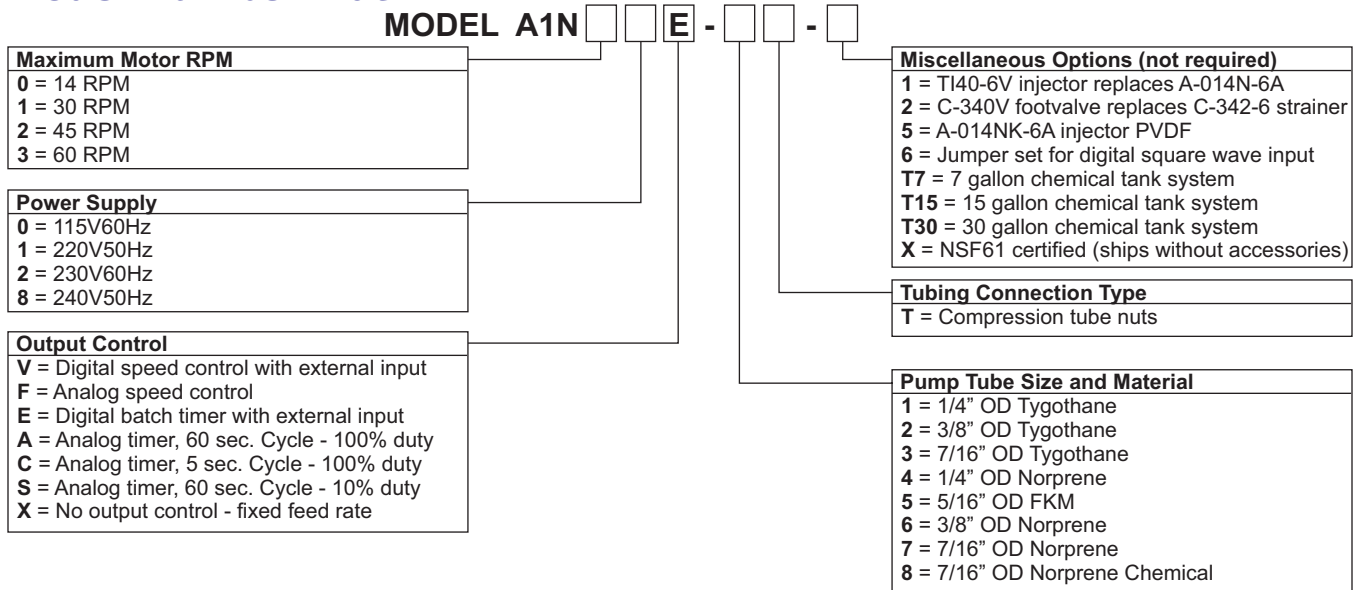 MODEL A1N E - -
Maximum Motor RPM
0 = 14 RPM
1 = 30 RPM
2 = 45 RPM
3 = 60 RPM
Power Supply
0 = 115V60Hz
1 = 220V50Hz
2 = 230V60Hz
8 = 240V50Hz
Output Control
V = Digital speed control with external input
F = Analog speed control
E = Digital batch timer with external input
A = Analog timer, 60 sec. Cycle - 100% duty
C = Analog timer, 5 sec. Cycle - 100% duty
S = Analog timer, 60 sec. Cycle - 10% duty
X = No output control - fixed feed rate
Miscellaneous Options (not required)
1 = TI40-6V injector replaces A-014N-6A
2 = C-340V footvalve replaces C-342-6 strainer
5 = A-014NK-6A injector PVDF
6 = Jumper set for digital square wave input
T7 = 7 gallon chemical tank system
T15 = 15 gallon chemical tank system
T30 = 30 gallon chemical tank system
X = NSF61 certified (ships without accessories)
Tubing Connection Type
T = Compression tube nuts
Pump Tube Size and Material
1 = 1/4” OD Tygothane
2 = 3/8” OD Tygothane
3 = 7/16” OD Tygothane
4 = 1/4” OD Norprene
5 = 5/16” OD FKM
6 = 3/8” OD Norprene
7 = 7/16” OD Norprene
8 = 7/16” OD Norprene Chemical